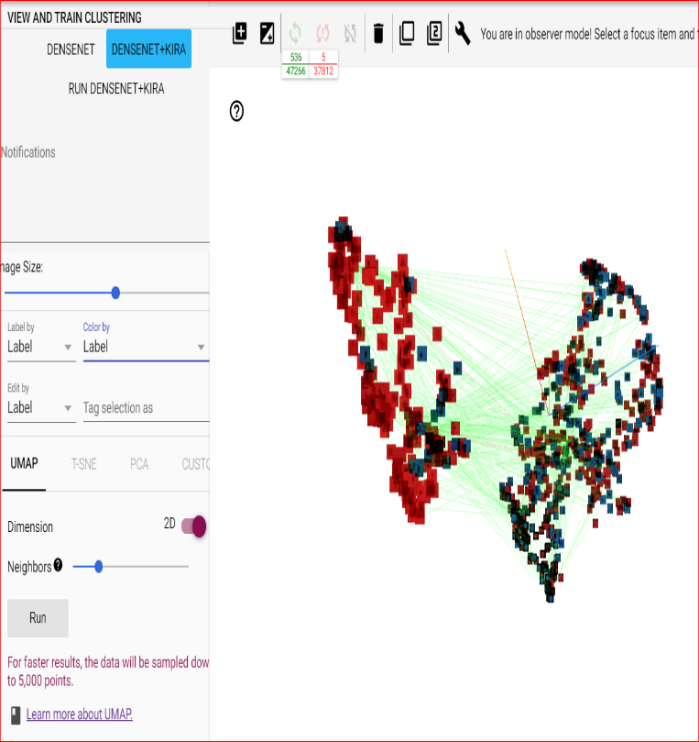 VIEW AND TRAIN CLUSTERING
DENSENET
DENSENET+KIRA
RUN DENSENET+KIRA
Notifications
mage Size:
Label by
Label
Color by
Label
Edit by
Label
Tag selection as
UMAP
T-SNE
PCA
CUSTO
Dimension
2D
Neighbors
Run
For faster results, the data will be sampled dow
to 5,000 points.
Learn more about UMAP.
2
You are in observer mode! Select a focus item and
536
5
47266
37812
?